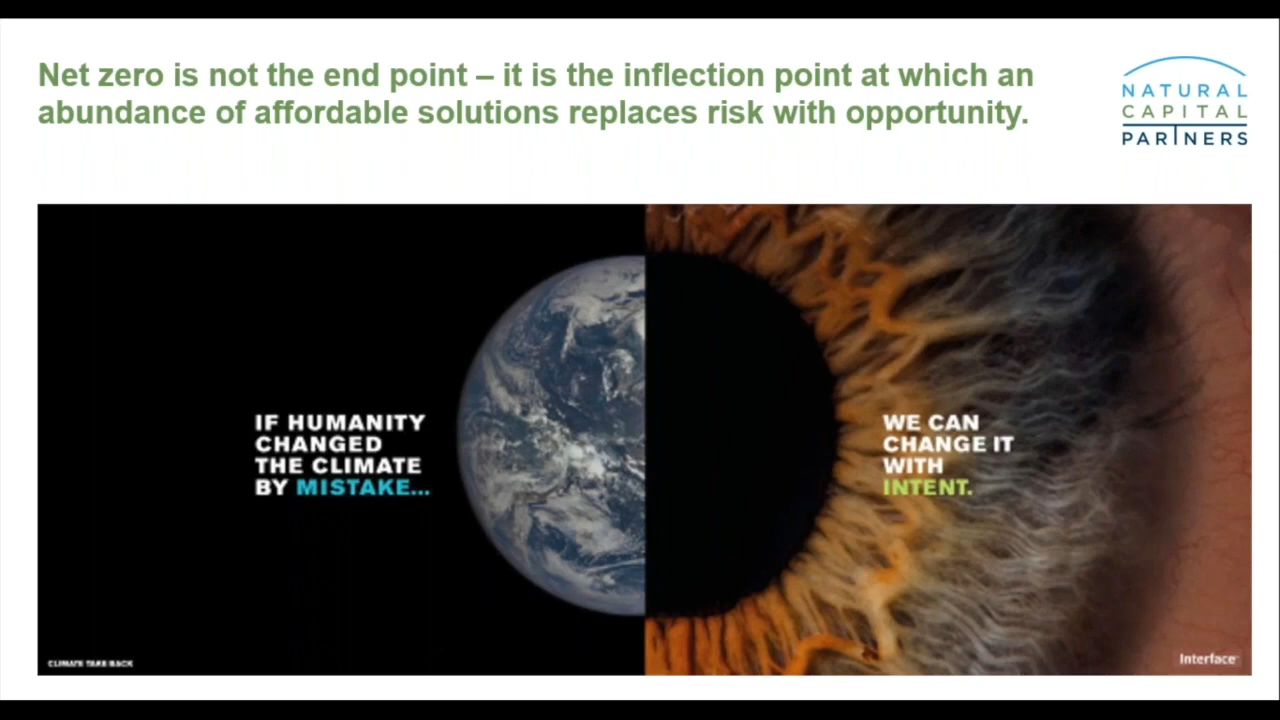 Net zero is not the end point – it is the inflection point at which an
abundance of affordable solutions replaces risk with opportunity.
NATURAL
CAPITAL
PARTNERS
IF HUMANITY
CHANGED
THE CLIMATE
BY MISTAKE...
WE CAN
CHANGE IT
WITH
INTENT.
CLIMATE TAKE BACK
Interface